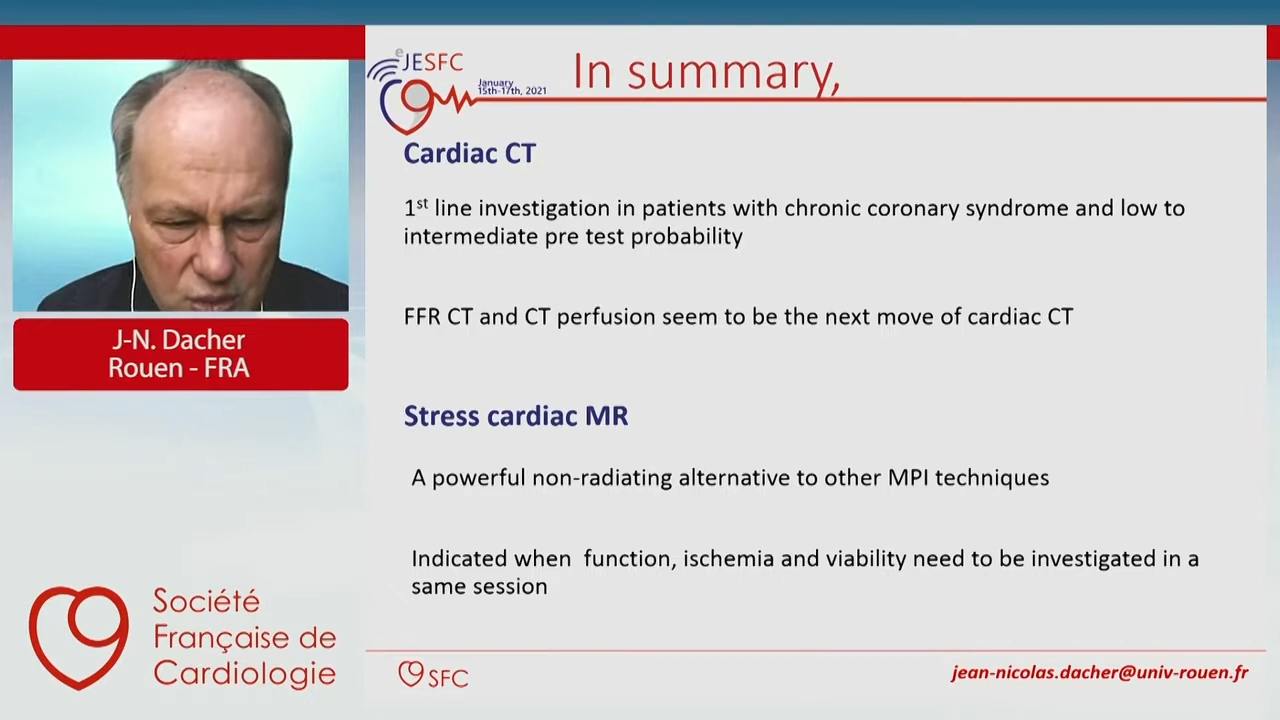 eJESFC
January
15th-17th, 2021
In summary,
Cardiac CT
1st line investigation in patients with chronic coronary syndrome and low to
intermediate pre test probability
FFR CT and CT perfusion seem to be the next move of cardiac CT
Stress cardiac MR
A powerful non-radiating alternative to other MPI techniques
Indicated when function, ischemia and viability need to be investigated in a
same session
J-N. Dacher
Rouen - FRA
Société
Française de
Cardiologie
SFC
jean-nicolas.dacher@univ-rouen.fr